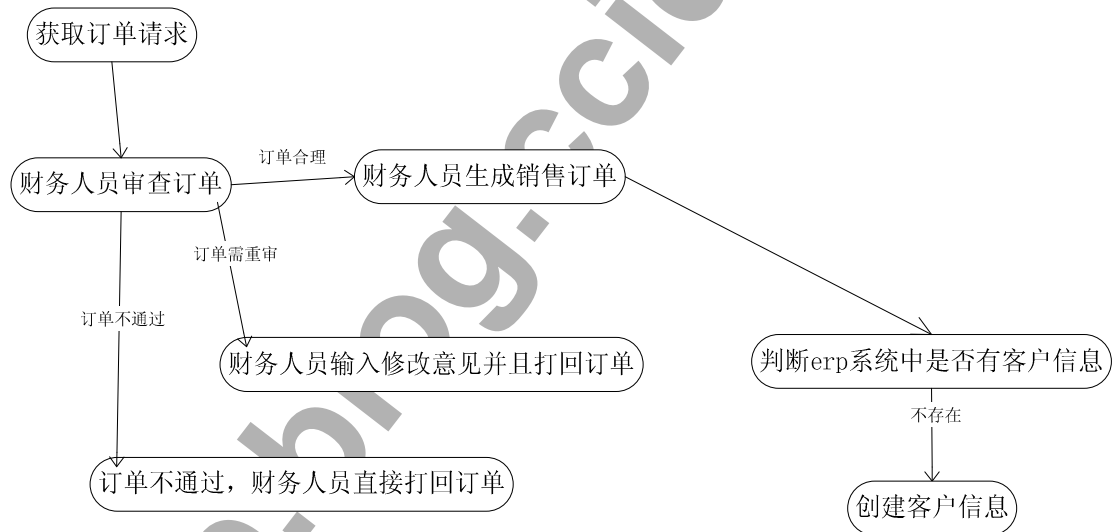 获取订单请求
财务人员审查订单
订单合理
财务人员生成销售订单
订单需重审
订单不通过
财务人员输入修改意见并且打回订单
判断erp系统中是否有客户信息
不存在
订单不通过，财务人员直接打回订单
创建客户信息